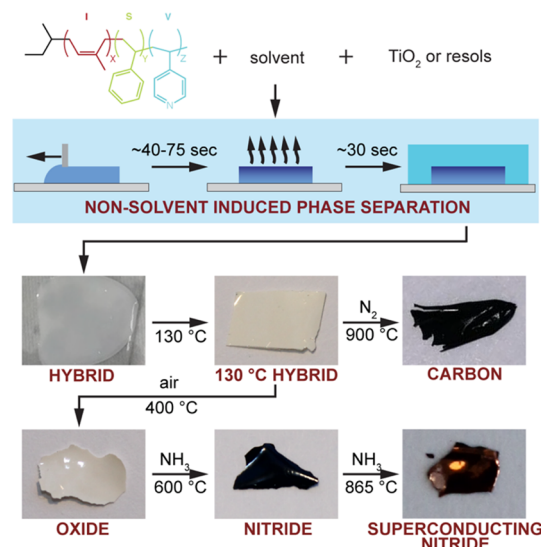 I S V
X Y Z
N
+ solvent + TiO₂ or resols
~40-75 sec ~30 sec
NON-SOLVENT INDUCED PHASE SEPARATION
130 °C N₂ 900 °C
HYBRID 130 °C HYBRID CARBON
air
400 °C
NH₃ 600 °C NH₃ 865 °C
OXIDE NITRIDE SUPERCONDUCTING
NITRIDE